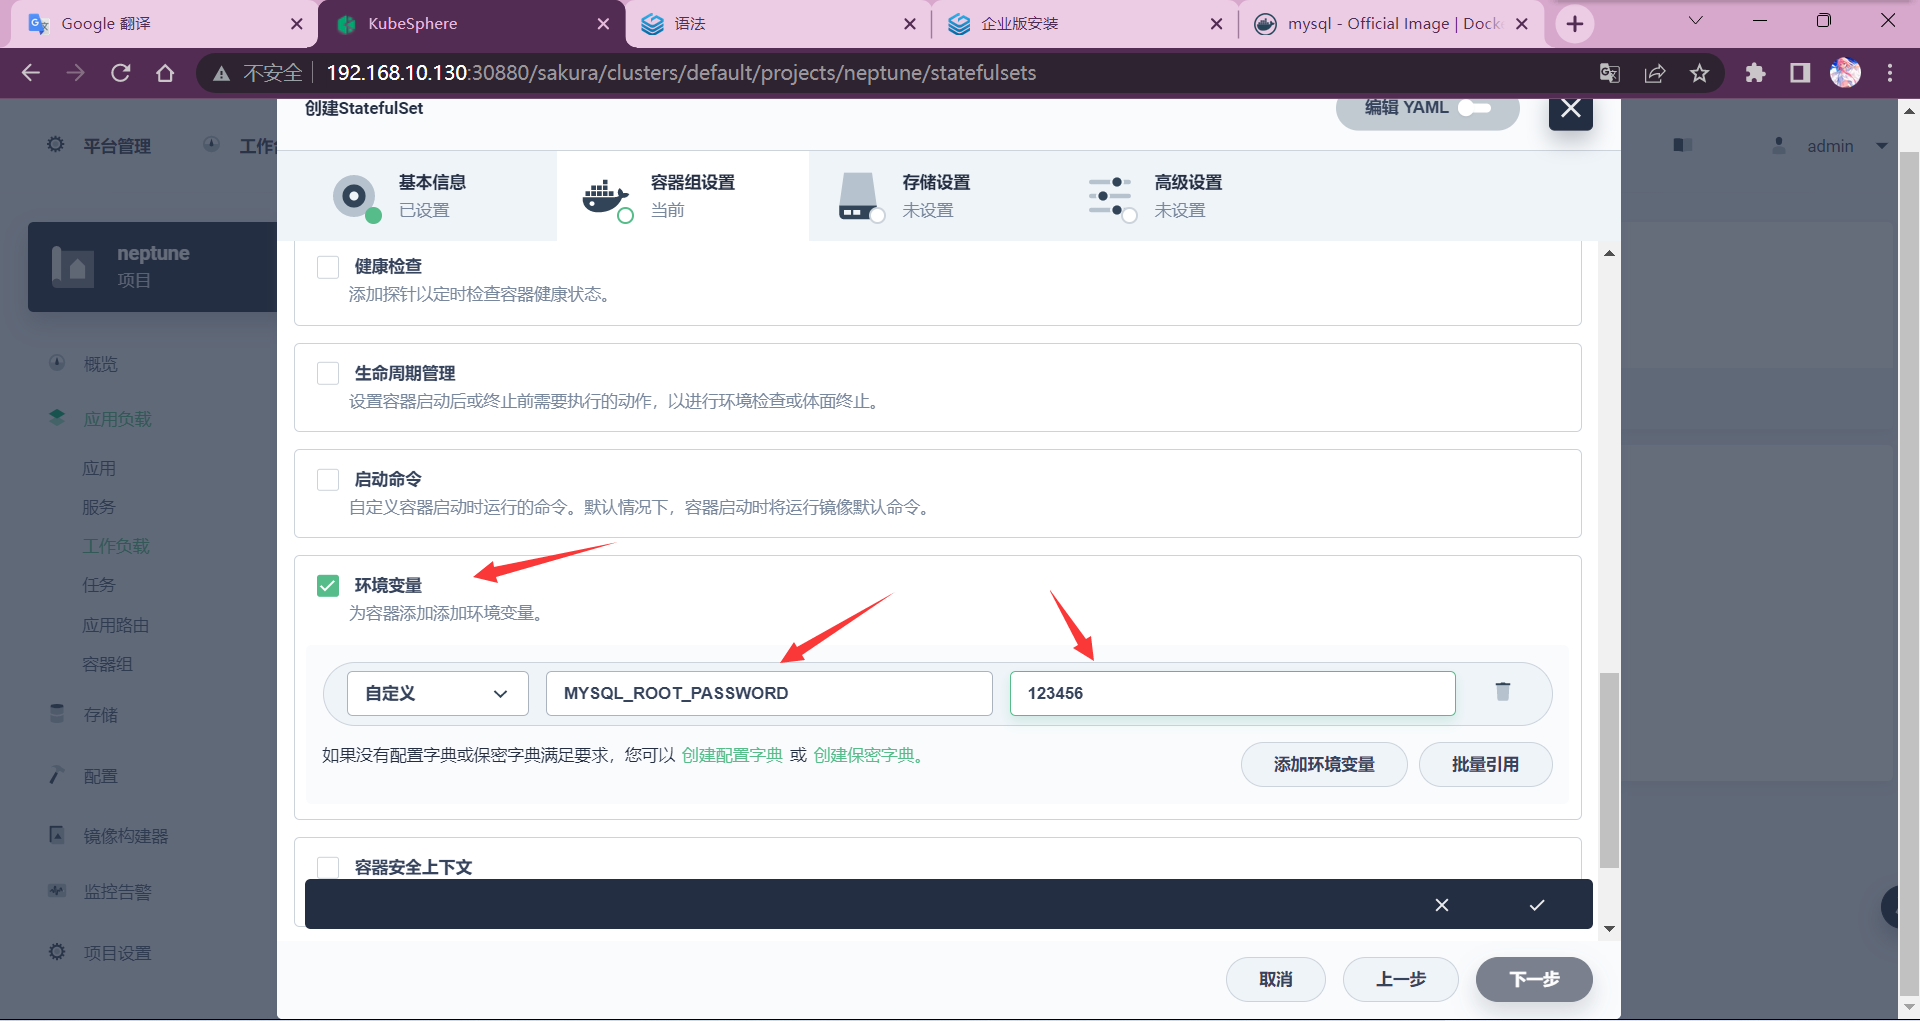 Google 翻译
KubeSphere
语法
企业版安装
mysql - Official Image | Dock
不安全
192.168.10.130:30880/sakura/clusters/default/projects/neptune/statefulsets
创建StatefulSet
编辑 YAML
平台管理
工作
admin
基本信息
已设置
容器组设置
当前
存储设置
未设置
高级设置
未设置
neptune
项目
概览
应用负载
应用
服务
工作负载
任务
应用路由
容器组
存储
配置
镜像构建器
监控告警
项目设置
健康检查
添加探针以定时检查容器健康状态。
生命周期管理
设置容器启动后或终止前需要执行的动作，以进行环境检查或体面终止。
启动命令
自定义容器启动时运行的命令。默认情况下，容器启动时将运行镜像默认命令。
环境变量
为容器添加添加环境变量。
自定义
MYSQL_ROOT_PASSWORD
123456
如果没有配置字典或保密字典满足要求，您可以 创建配置字典 或 创建保密字典。
添加环境变量
批量引用
容器安全上下文
取消
上一步
下一步